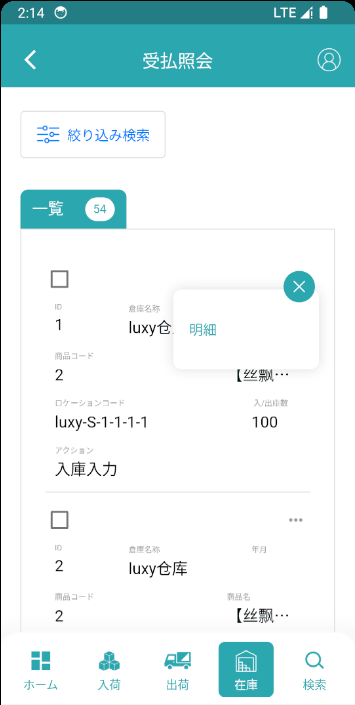 2:14 LTE
受払照会
絞り込み検索
一覧 54
ID 倉庫名称
1 luxy仓
明細
商品コード
2 【丝飘…
ロケーションコード 入/出荷数
luxy-S-1-1-1-1 100
アクション
入庫入力
ID 倉庫名称 年月
2 luxy仓库
商品コード 商品名
2 【丝飘…
ホーム 入荷 出荷 在庫 検索